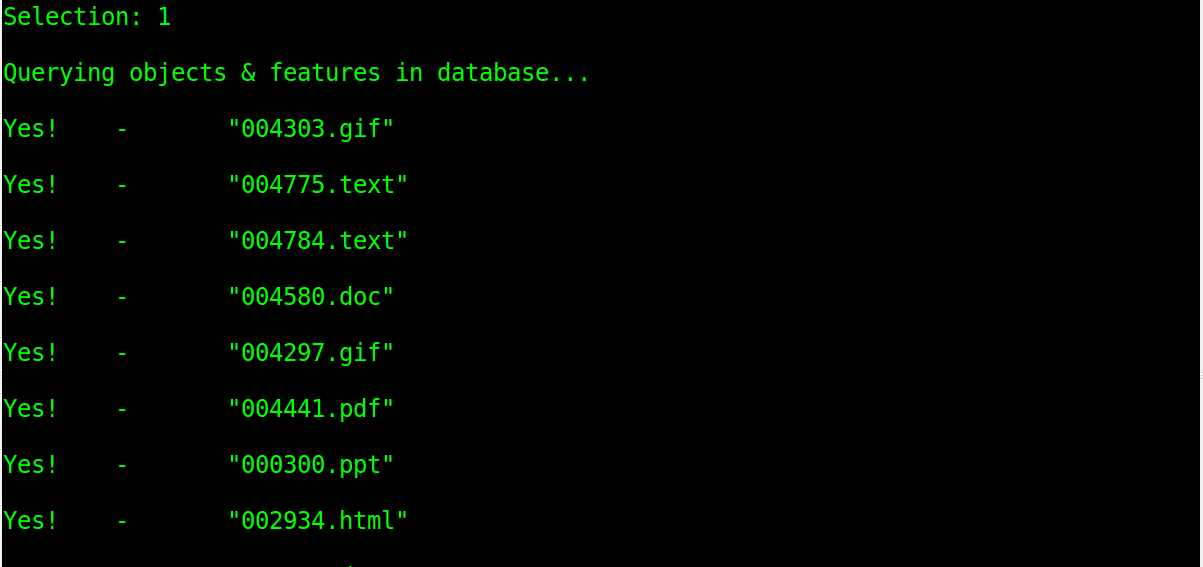 Selection: 1
Querying objects & features in database...
Yes! - "004303.gif"
Yes! - "004775.text"
Yes! - "004784.text"
Yes! - "004580.doc"
Yes! - "004297.gif"
Yes! - "004441.pdf"
Yes! - "000300.ppt"
Yes! - "002934.html"